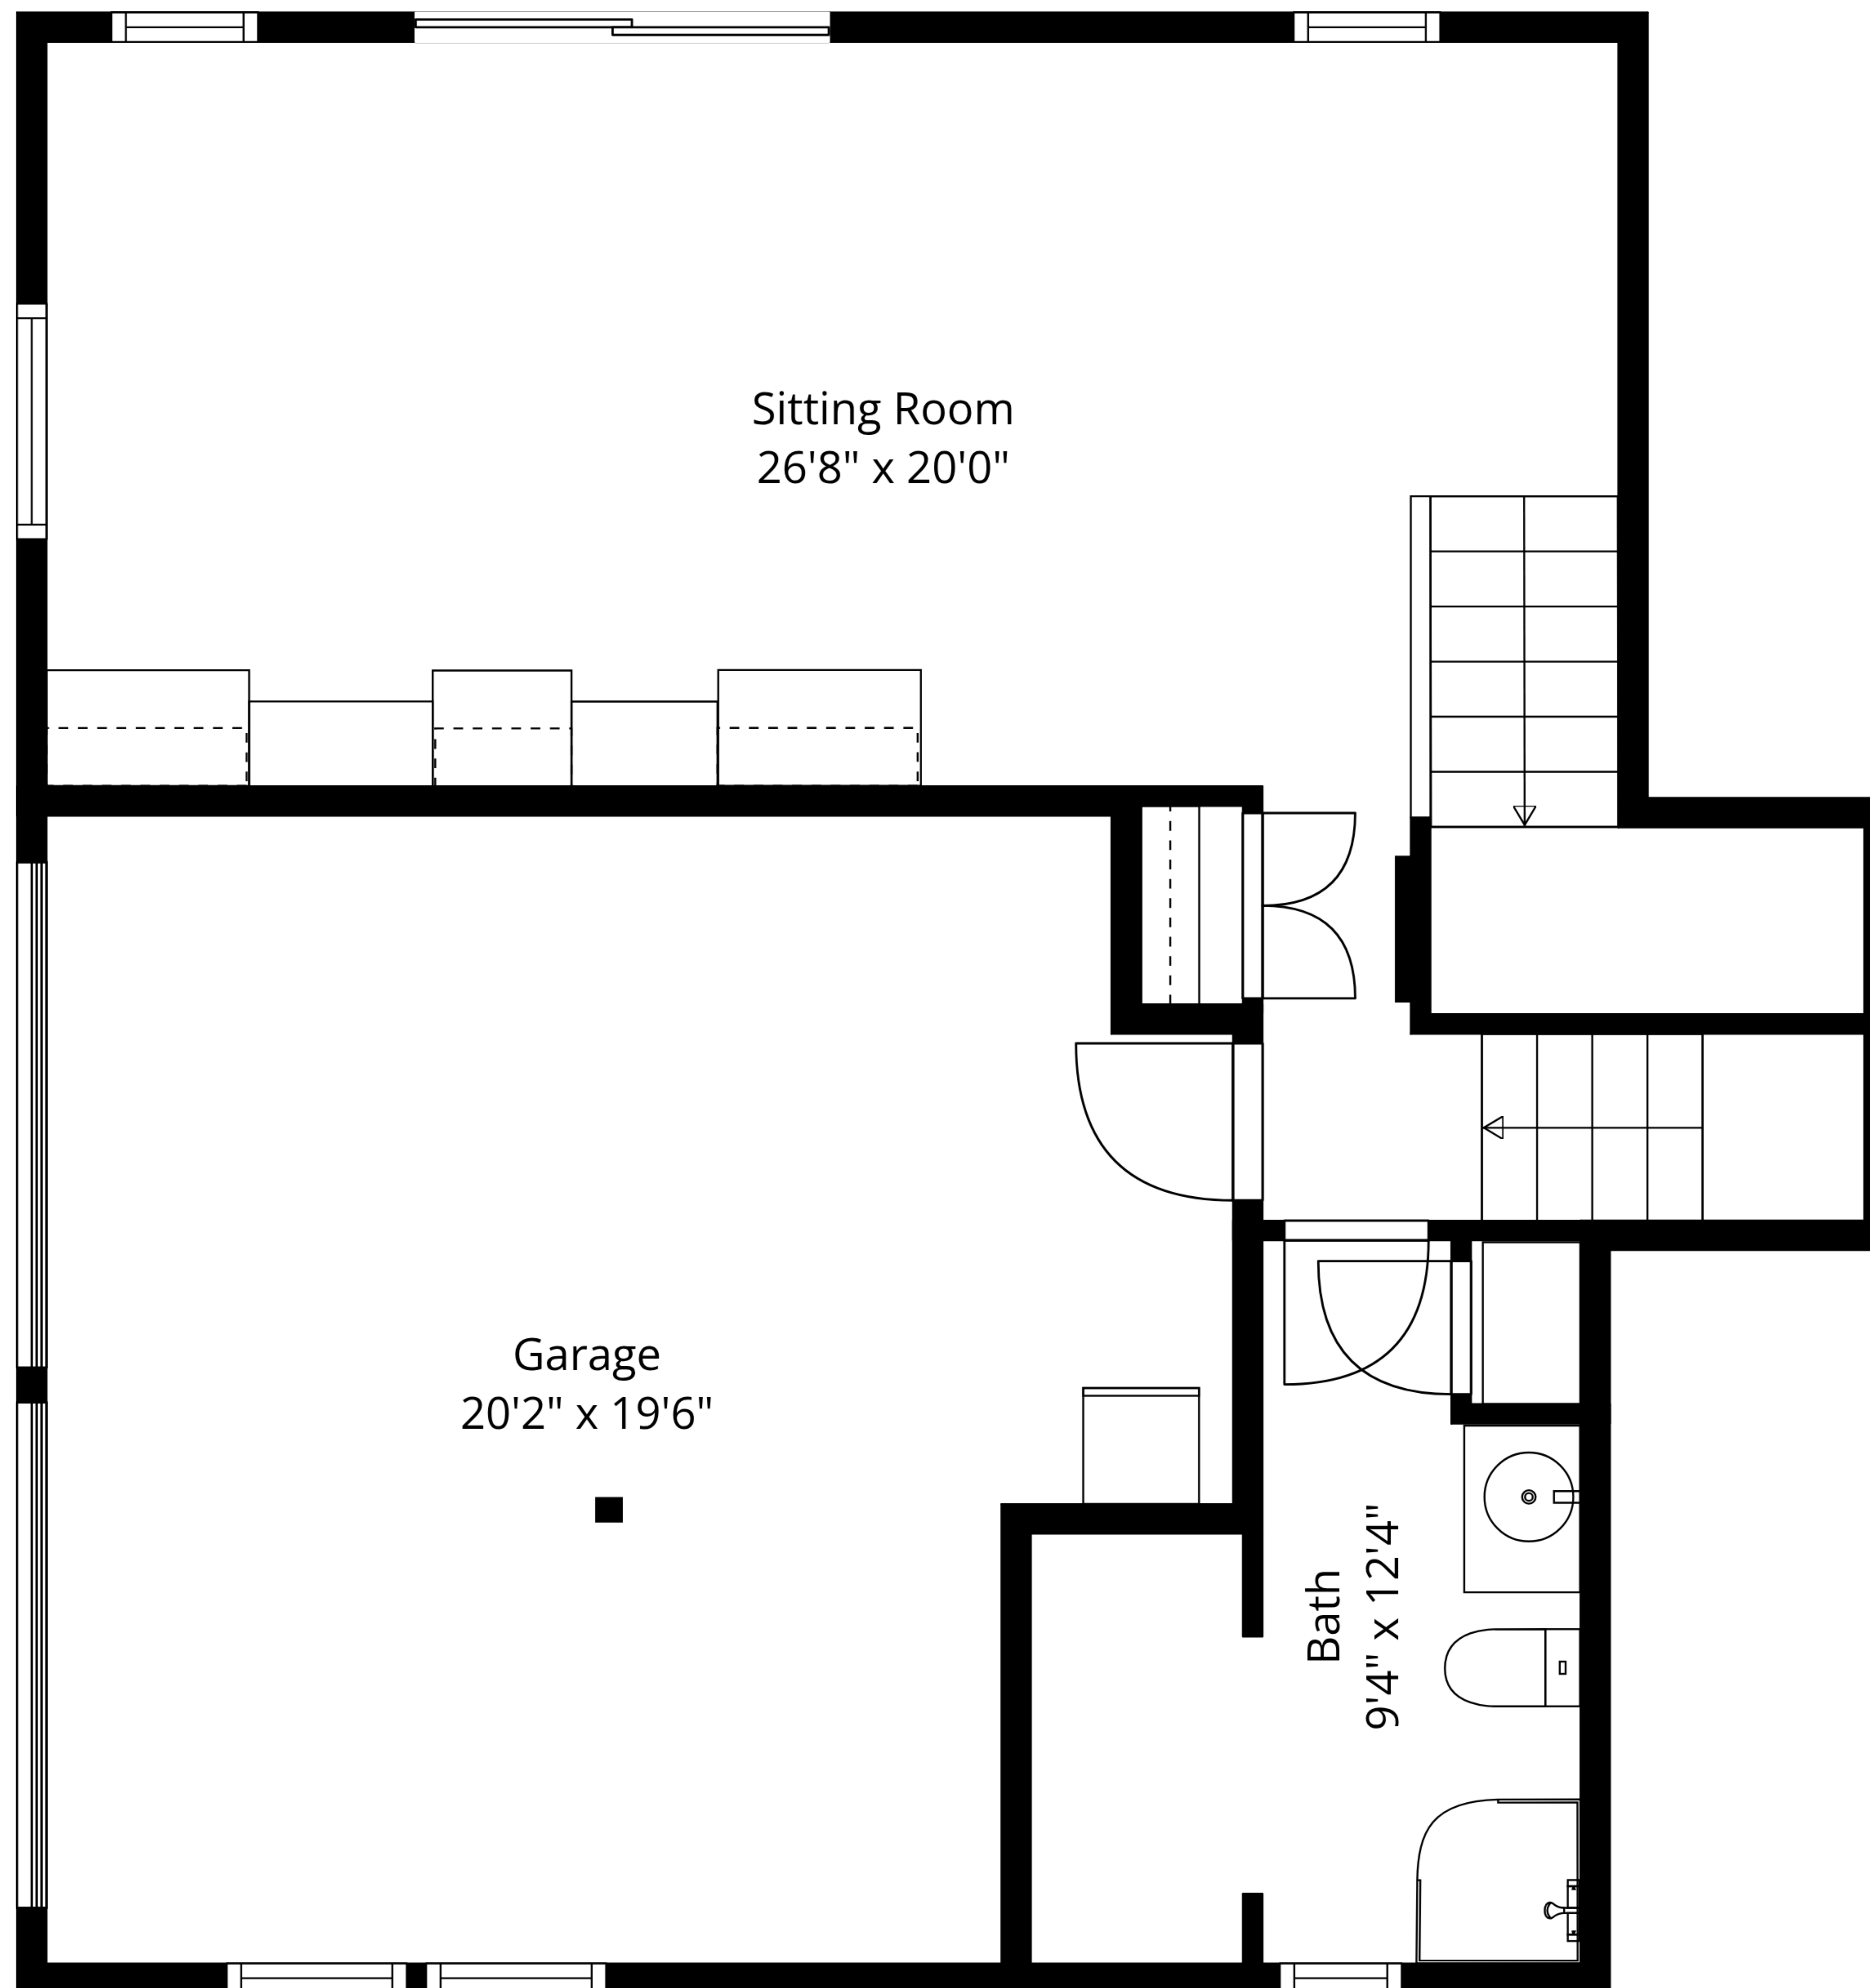 Sitting Room
26'8" x 20'0"
Garage
20'2" x 19'6"
Bath
9'4" x 12'4"